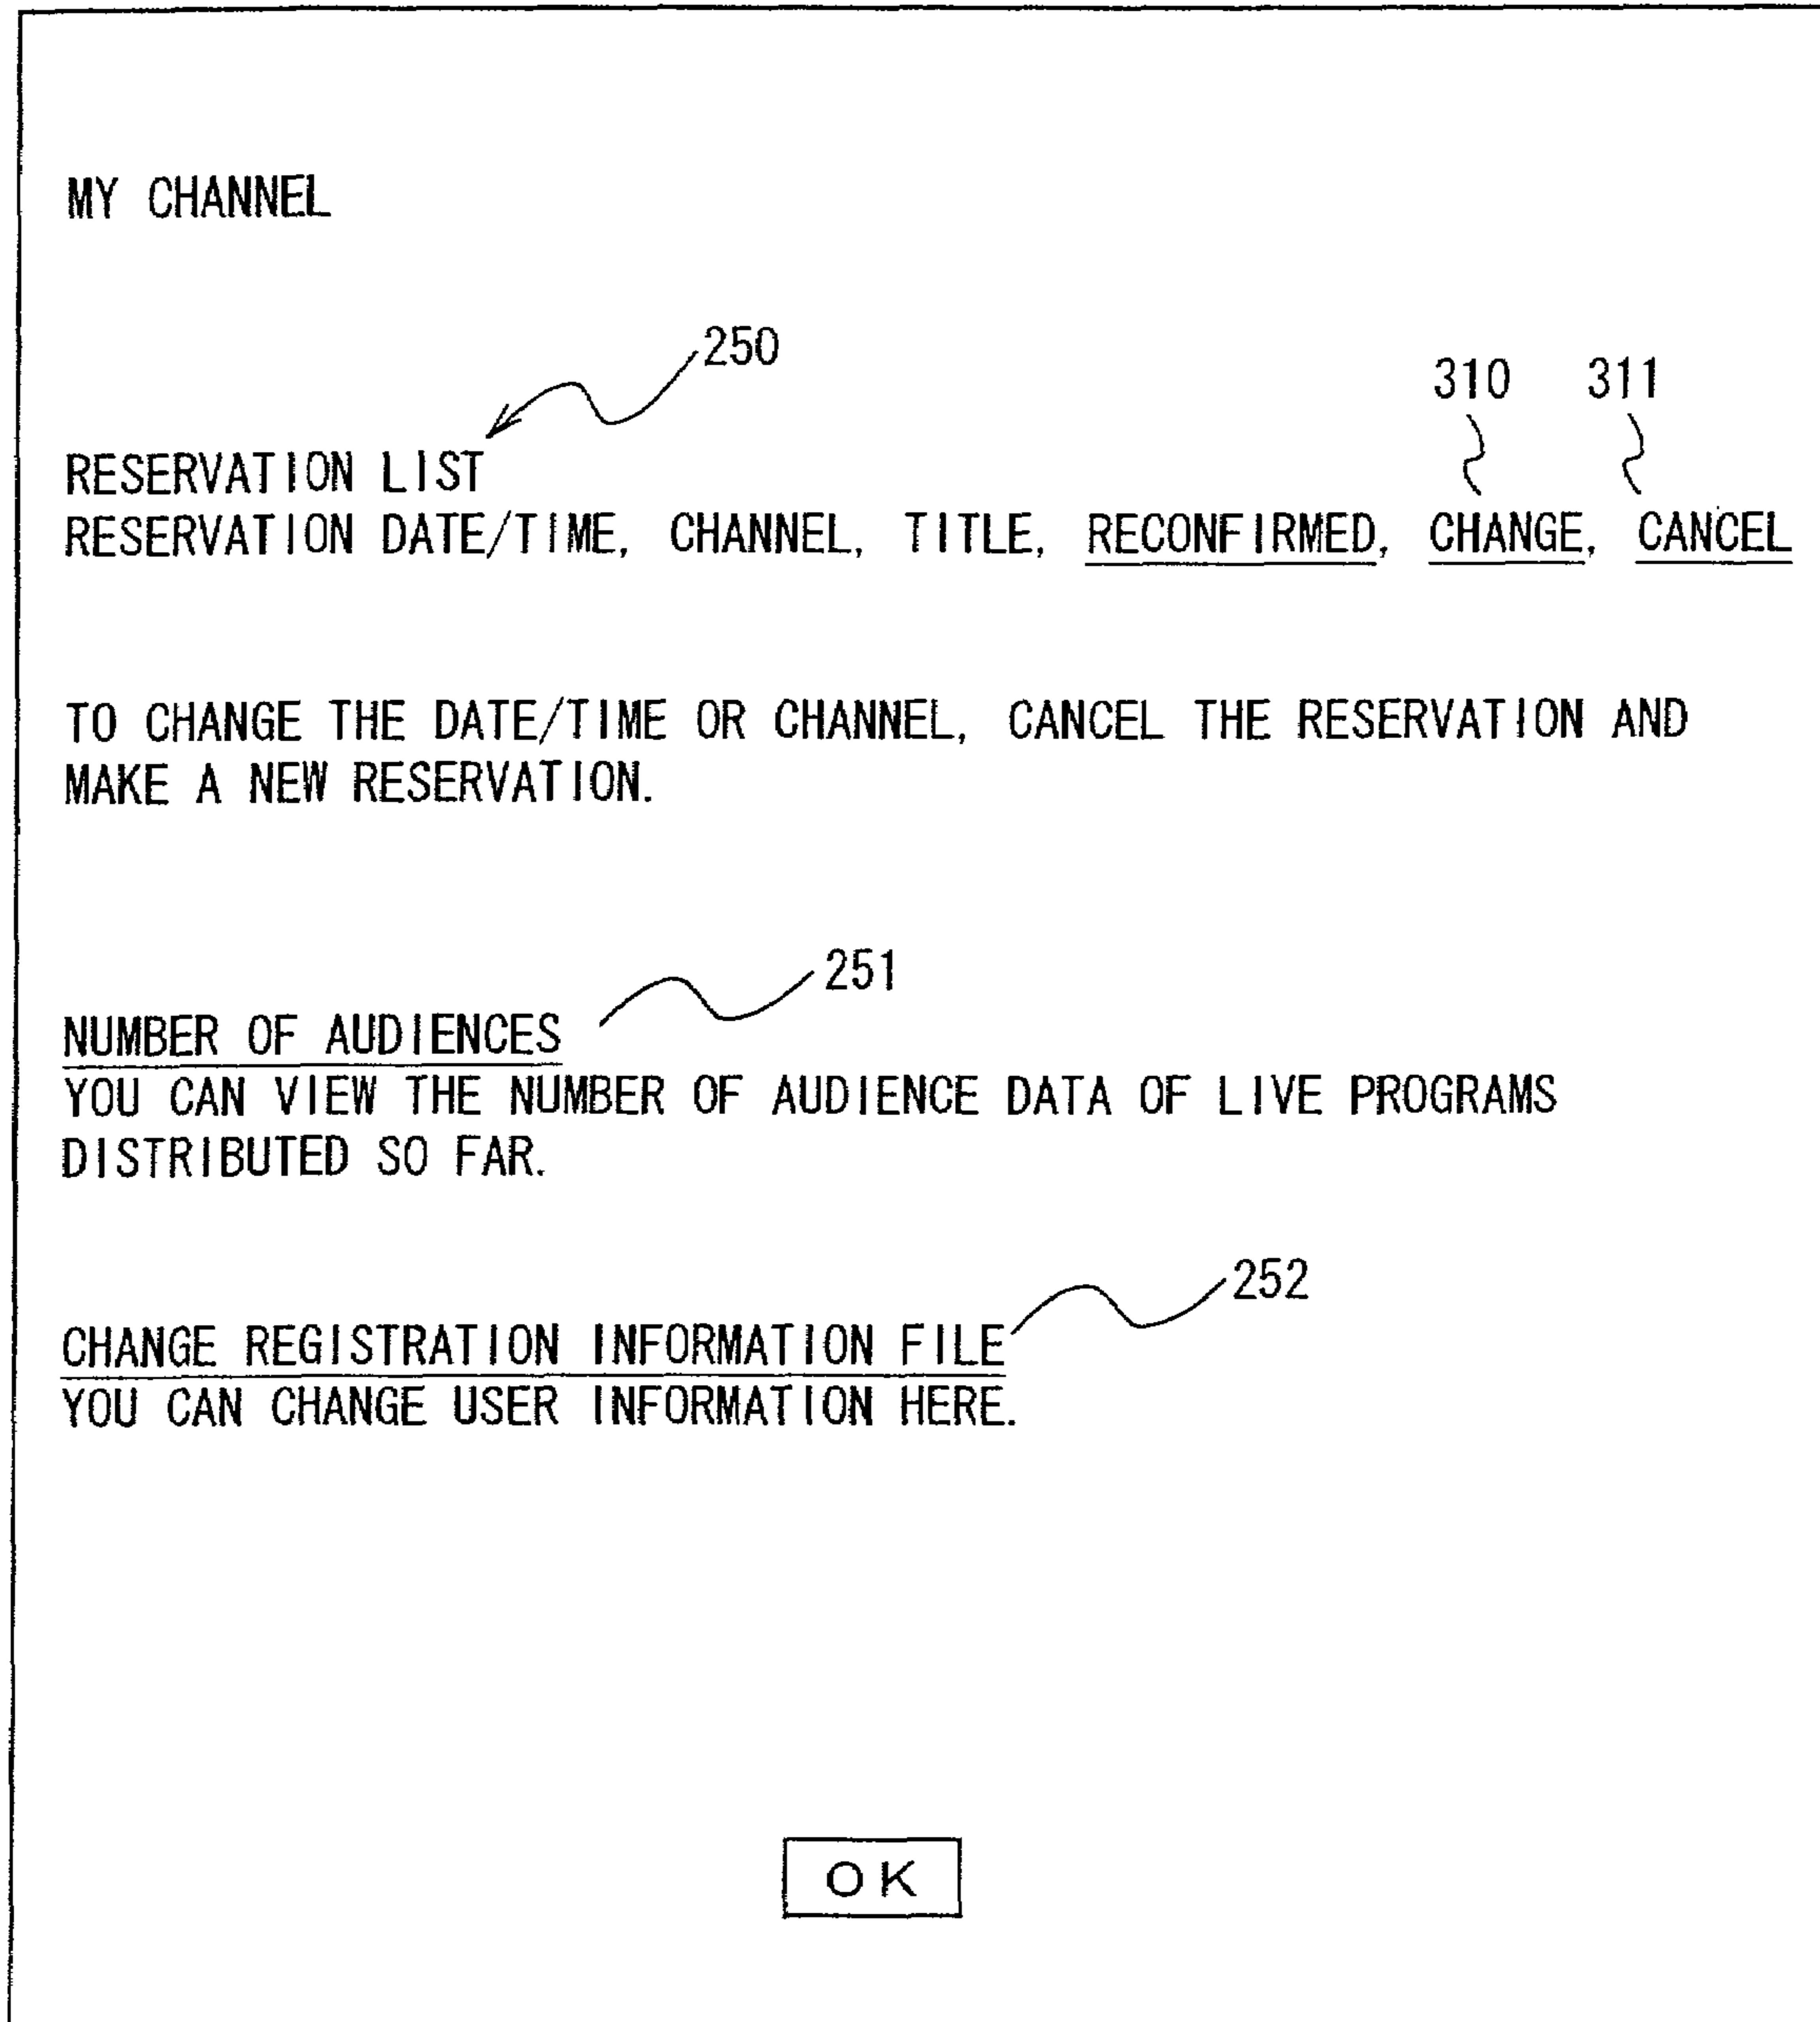 MY CHANNEL
250
310 311
RESERVATION LIST
RESERVATION DATE/TIME, CHANNEL, TITLE, RECONFIRMED, CHANGE, CANCEL
TO CHANGE THE DATE/TIME OR CHANNEL, CANCEL THE RESERVATION AND
MAKE A NEW RESERVATION.
251
NUMBER OF AUDIENCES
YOU CAN VIEW THE NUMBER OF AUDIENCE DATA OF LIVE PROGRAMS
DISTRIBUTED SO FAR.
252
CHANGE REGISTRATION INFORMATION FILE
YOU CAN CHANGE USER INFORMATION HERE.
OK